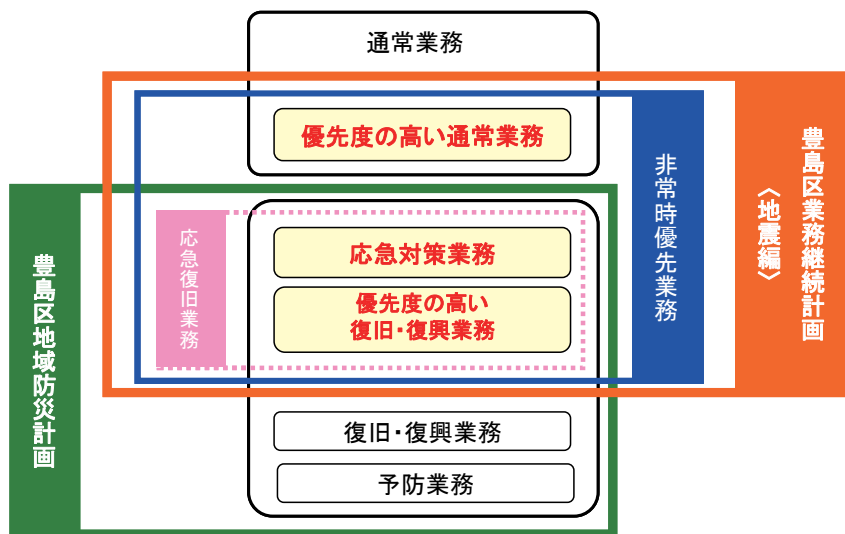 通常業務
優先度の高い通常業務
豊島区業務継続計画
〈地震編〉
非常時優先業務
応急復旧業務
応急対策業務
優先度の高い
復旧・復興業務
豊島区地域防災計画
復旧・復興業務
予防業務